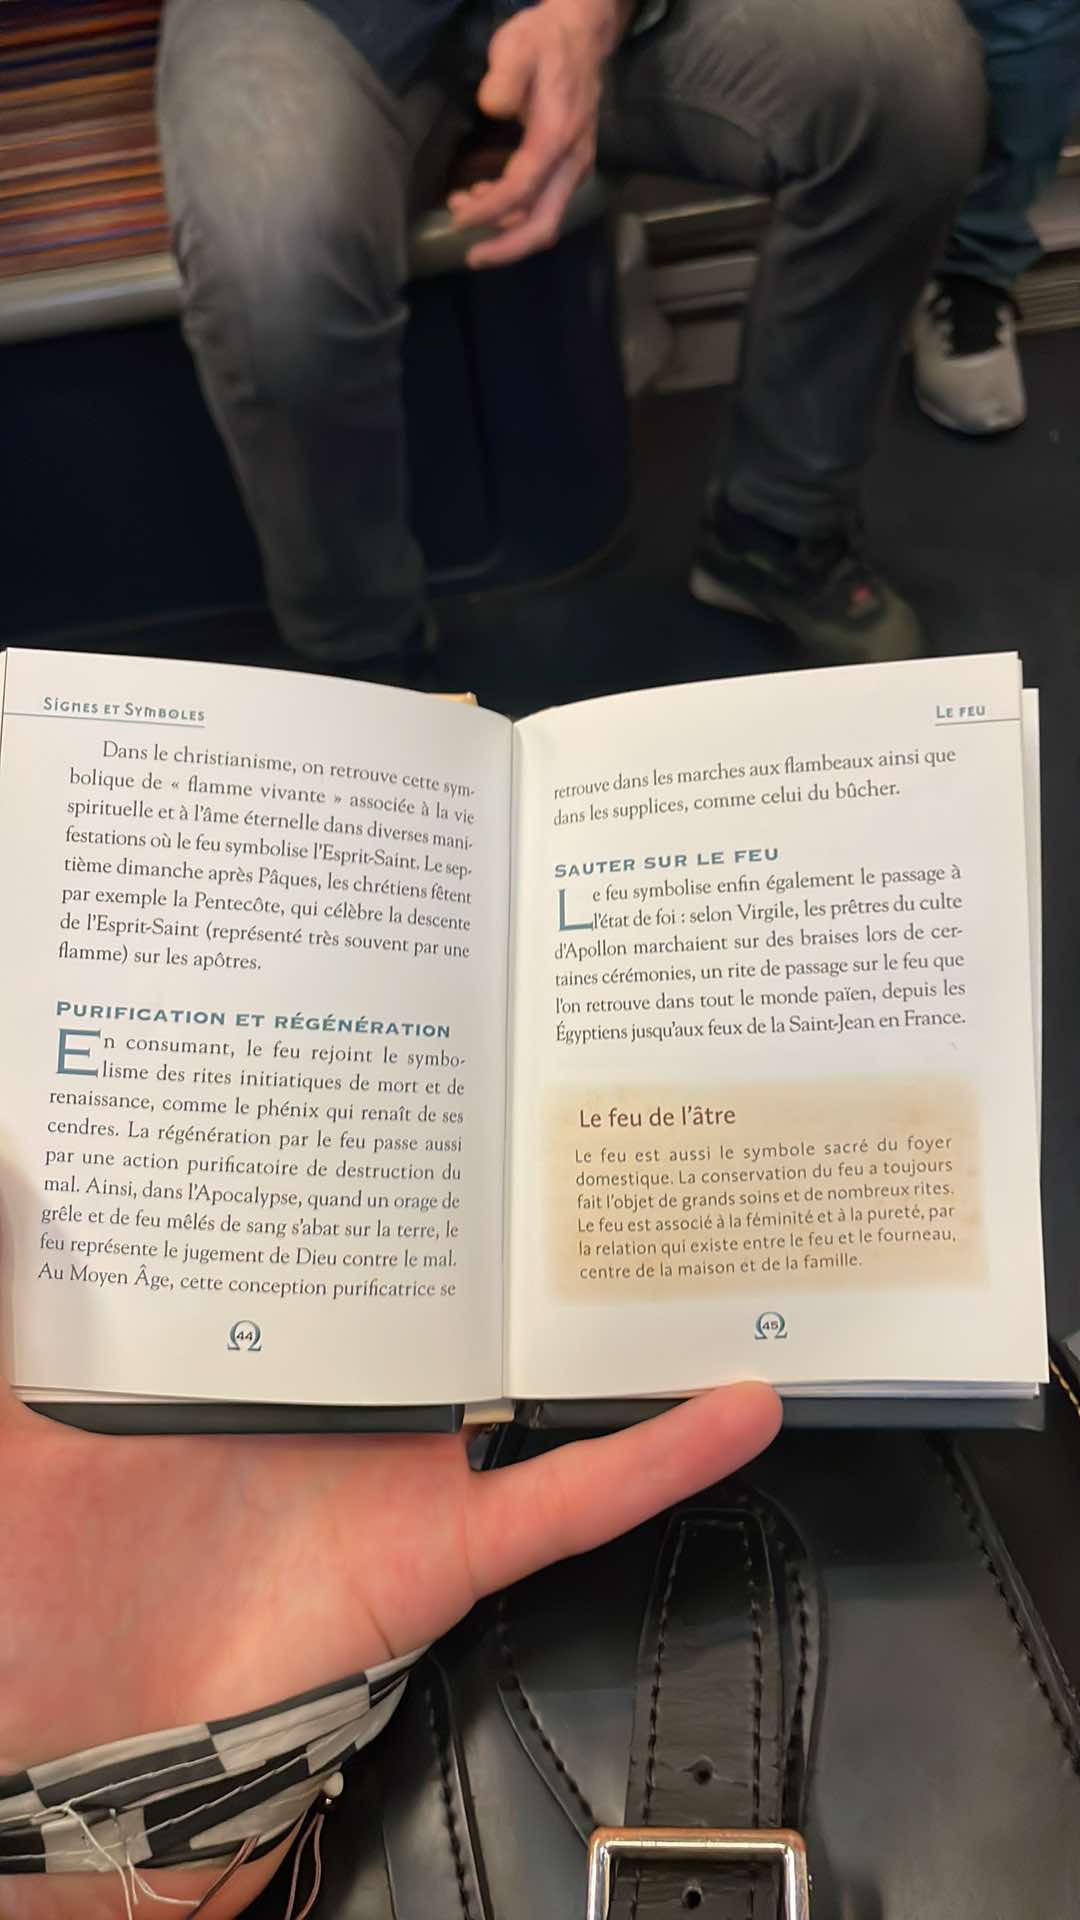 Signes et Symboles
Dans le christianisme, on retrouve cette sym-
bolique de « flamme vivante » associée à la vie
spirituelle et à l'âme éternelle dans diverses mani-
festations où le feu symbolise l'Esprit-Saint. Le sep-
tième dimanche après Pâques, les chrétiens fêtent
par exemple la Pentecôte, qui célèbre la descente
de l'Esprit-Saint (représenté très souvent par une
flamme) sur les apôtres.
PURIFICATION ET RÉGÉNÉRATION
En consumant, le feu rejoint le symbo-
lisme des rites initiatiques de mort et de
renaissance, comme le phénix qui renaît de ses
cendres. La régénération par le feu passe aussi
par une action purificatoire de destruction du
mal. Ainsi, dans l'Apocalypse, quand un orage de
grêle et de feu mêlés de sang s'abat sur la terre, le
feu représente le jugement de Dieu contre le mal.
Au Moyen Âge, cette conception purificatrice se
44
Le feu
retrouve dans les marches aux flambeaux ainsi que
dans les supplices, comme celui du bûcher.
SAUTER SUR LE FEU
Le feu symbolise enfin également le passage à
l'état de foi : selon Virgile, les prêtres du culte
d'Apollon marchaient sur des braises lors de cer-
taines cérémonies, un rite de passage sur le feu que
l'on retrouve dans tout le monde païen, depuis les
Égyptiens jusqu'aux feux de la Saint-Jean en France.
Le feu de l'âtre
Le feu est aussi le symbole sacré du foyer
domestique. La conservation du feu a toujours
fait l'objet de grands soins et de nombreux rites.
Le feu est associé à la féminité et à la pureté, par
la relation qui existe entre le feu et le fourneau,
centre de la maison et de la famille.
45